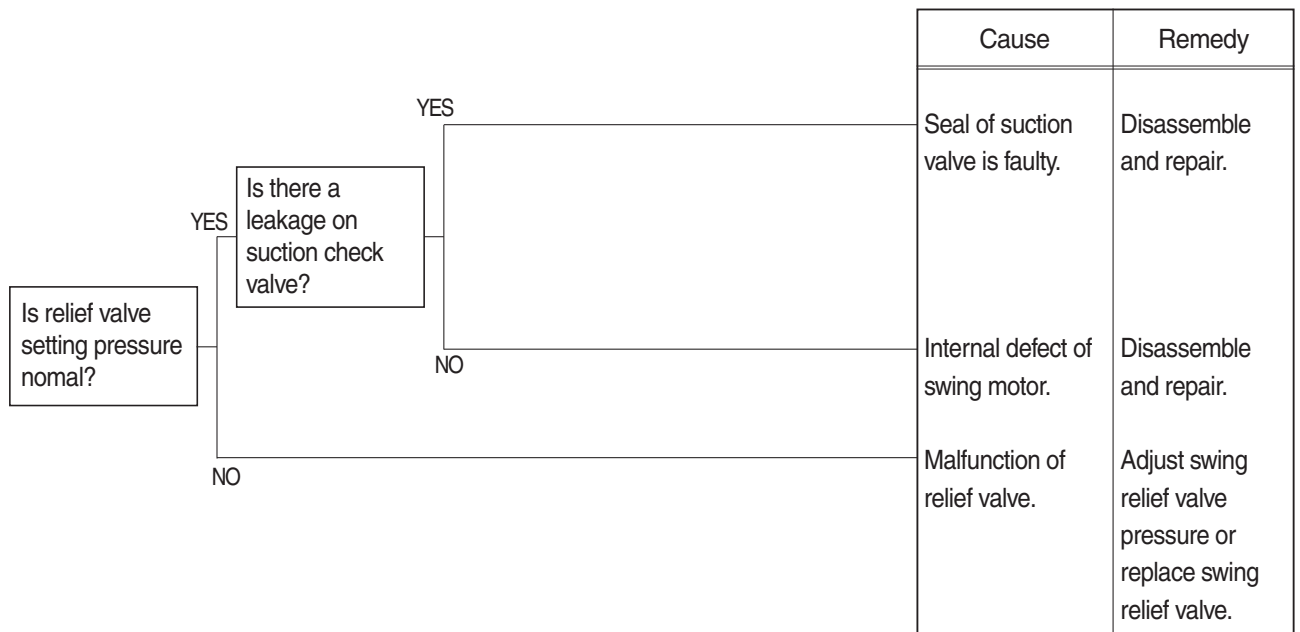 Cause
Remedy
YES
Seal of suction
valve is faulty.
Disassemble
and repair.
YES
Is there a
leakage on
suction check
valve?
Is relief valve
setting pressure
nomal?
NO
Internal defect of
swing motor.
Disassemble
and repair.
NO
Malfunction of
relief valve.
Adjust swing
relief valve
pressure or
replace swing
relief valve.